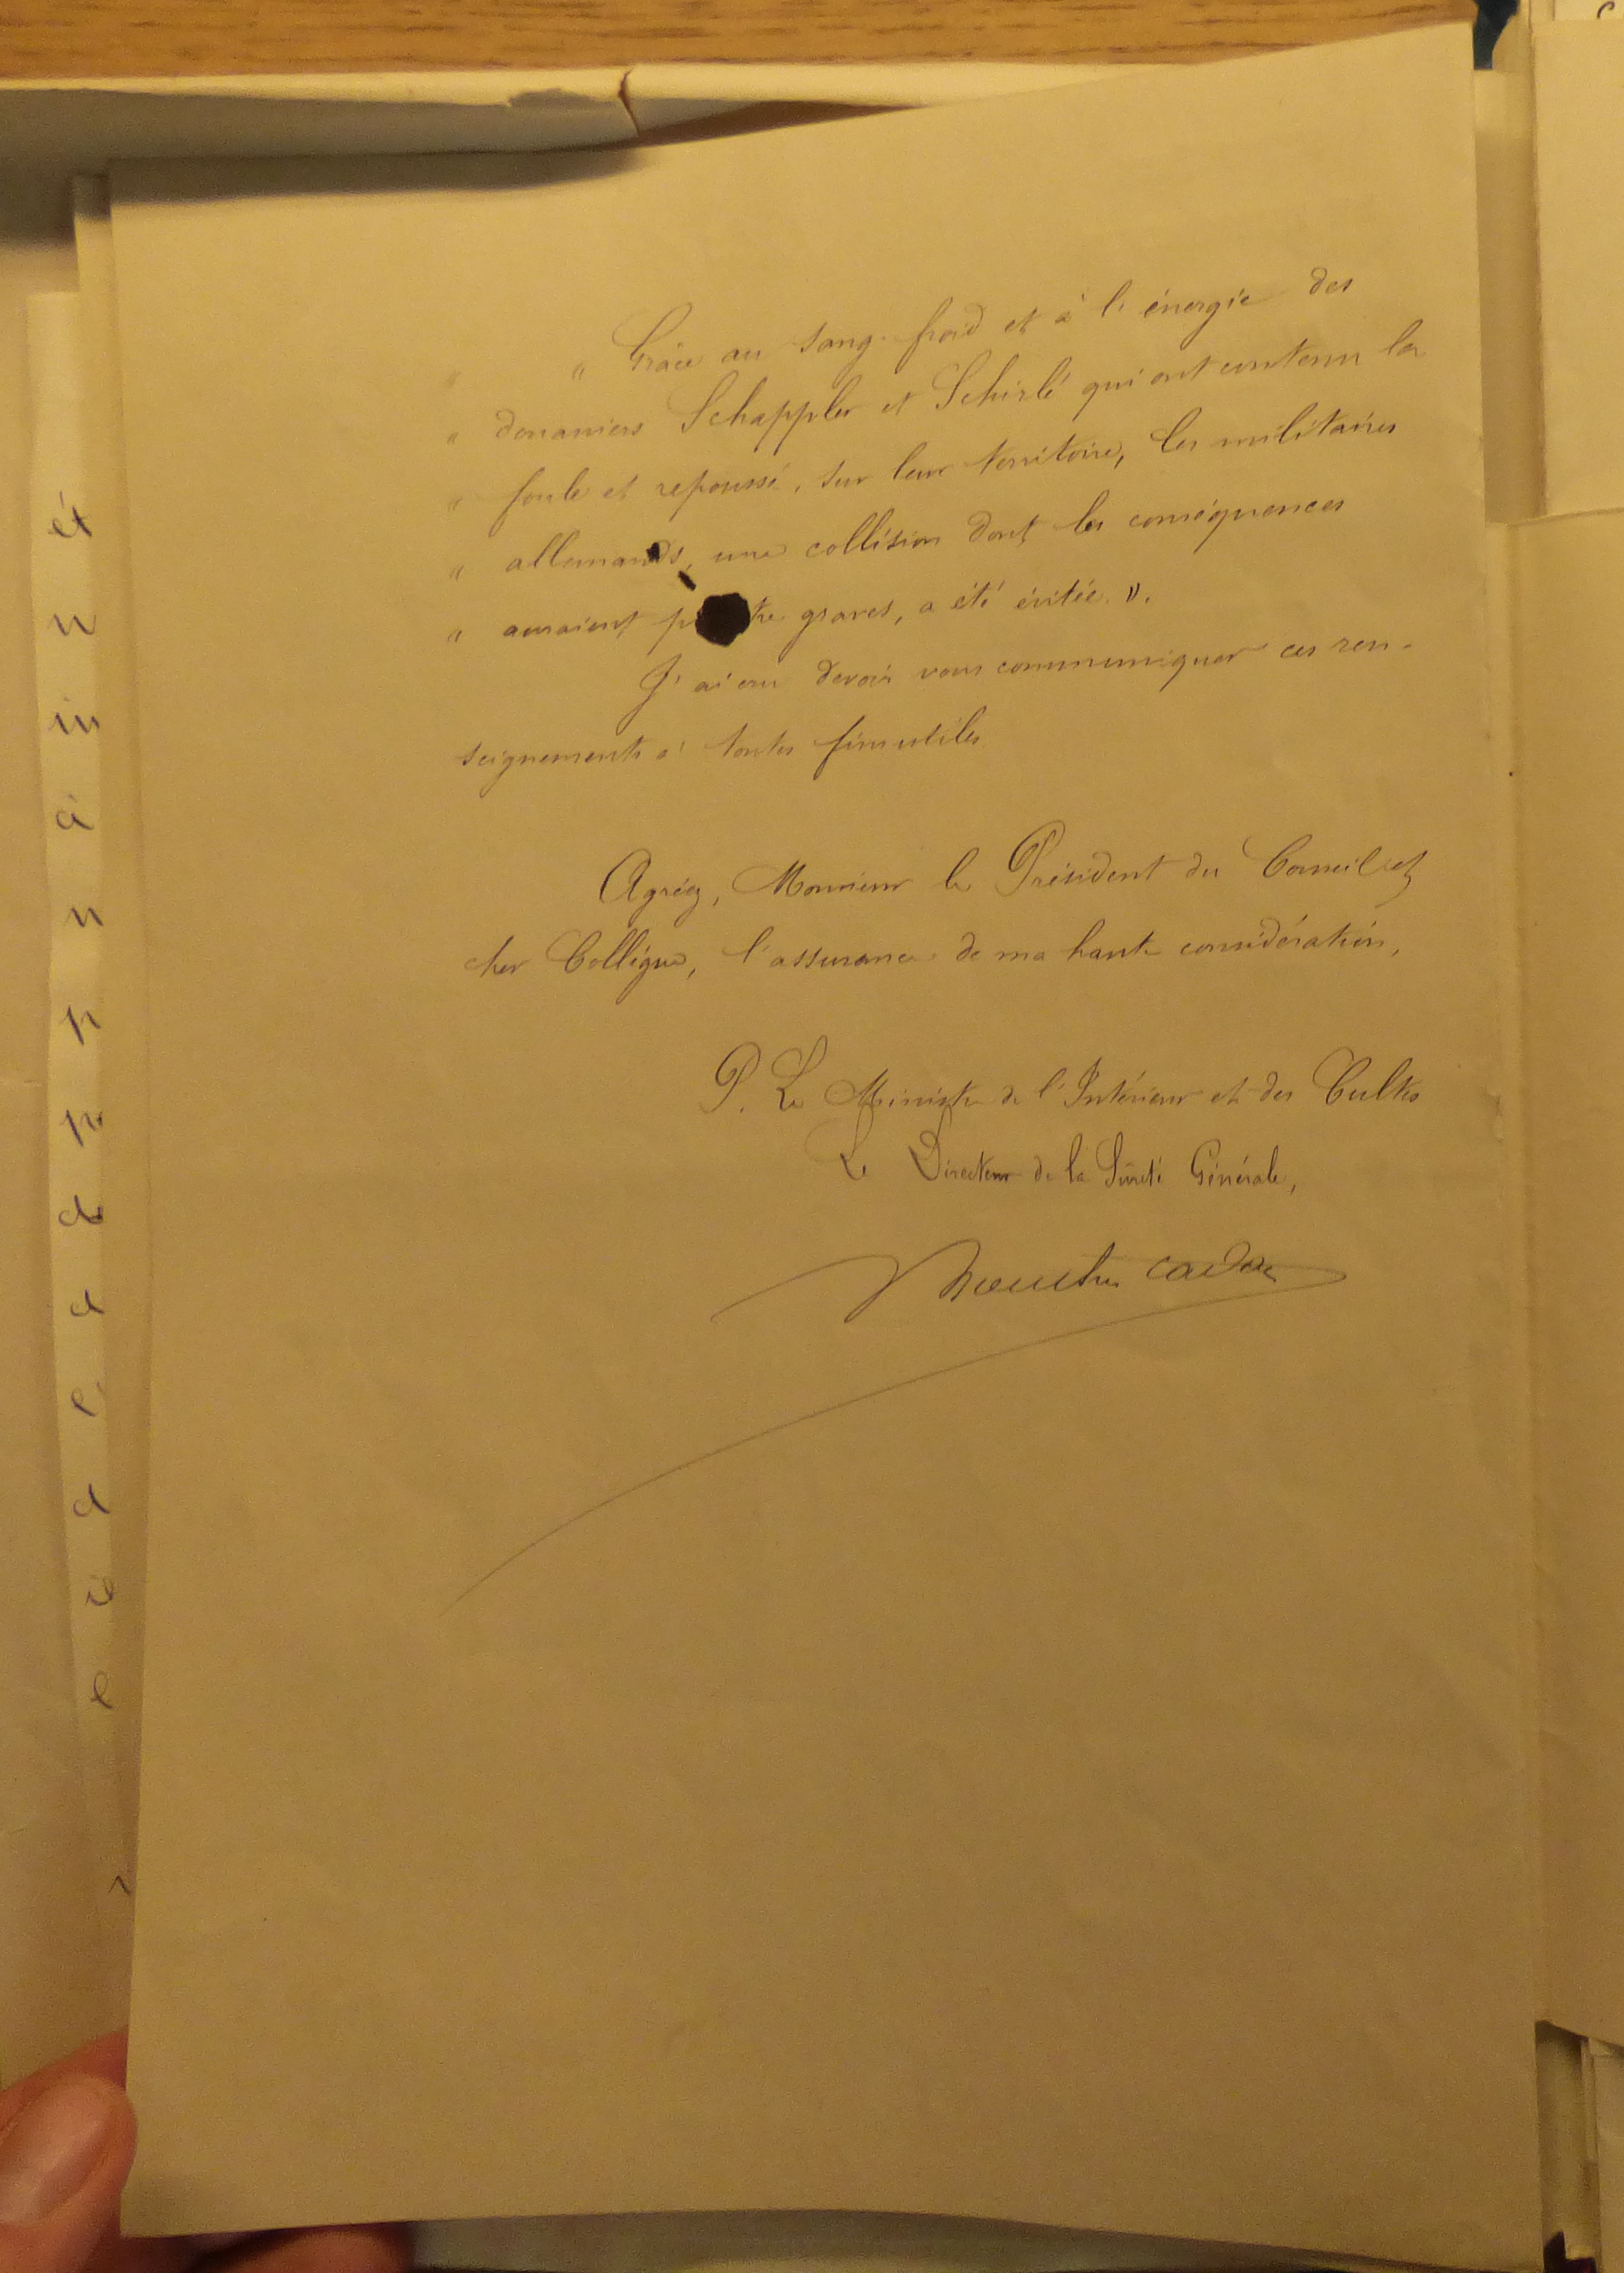 " " Grâce au sang-froid et à l'énergie des
" douaniers Schappler et Schirlé qui ont contenu la
" foule et repoussé, sur leur territoire, les militaires
" allemands, une collision dont les conséquences
" auraient p tre graves, a été évitée. ".
J'ai cru devoir vous communiquer ces ren-
seignements à toutes fins utiles
Agréez, Monsieur le Président du Conseil et
cher Collègue, l'assurance de ma haute considération,
P. Le Ministre de l'Intérieur et des Cultes
Le Directeur de la Sûreté Générale,
ét
n
in
à
n
p
p
d
d
e
d
e